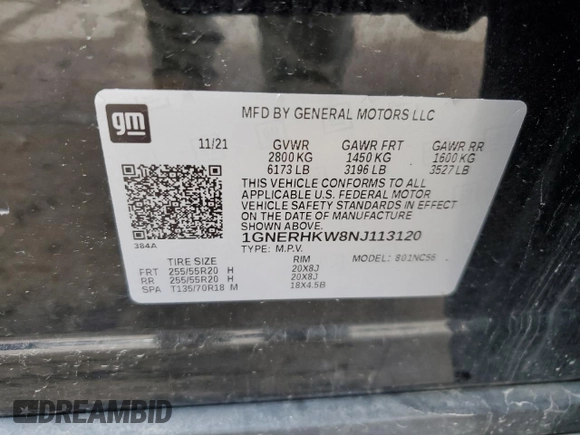 gm
MFD BY GENERAL MOTORS LLC
11/21 GVWR GAWR FRT GAWR RR
2800 KG 1450 KG 1600 KG
6173 LB 3196 LB 3527 LB
THIS VEHICLE CONFORMS TO ALL
APPLICABLE U.S. FEDERAL MOTOR
VEHICLE SAFETY STANDARDS IN EFFECT
ON THE DATE OF MANUFACTURE
SHOWN ABOVE.
1GNERHKW8NJ113120
TYPE: M.P.V. MODEL: 801NC56
384A
TIRE SIZE RIM
FRT 255/55R20 H 20X8J
RR 255/55R20 H 20X8J
SPA T135/70R18 M 18X4.5B
DREAMBID